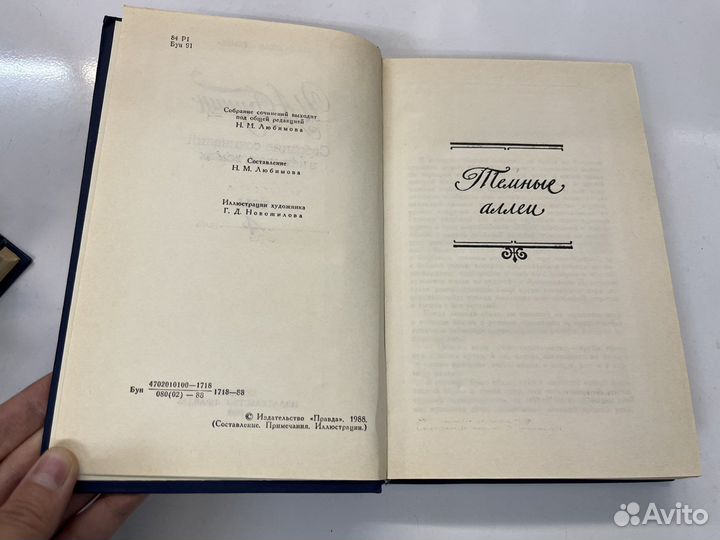 84 Р1
Бун 91
Собрание сочинений выходит
под общей редакцией
Н. М. Любимова
Составление
Н. М. Любимова
Иллюстрации художника
Г. Д. Новожилова
4702010100—1718
Бун 1718—88
080(02) — 88
© Издательство «Правда», 1988.
(Составление. Примечания. Иллюстрации.)
Темные
аллеи
Avito